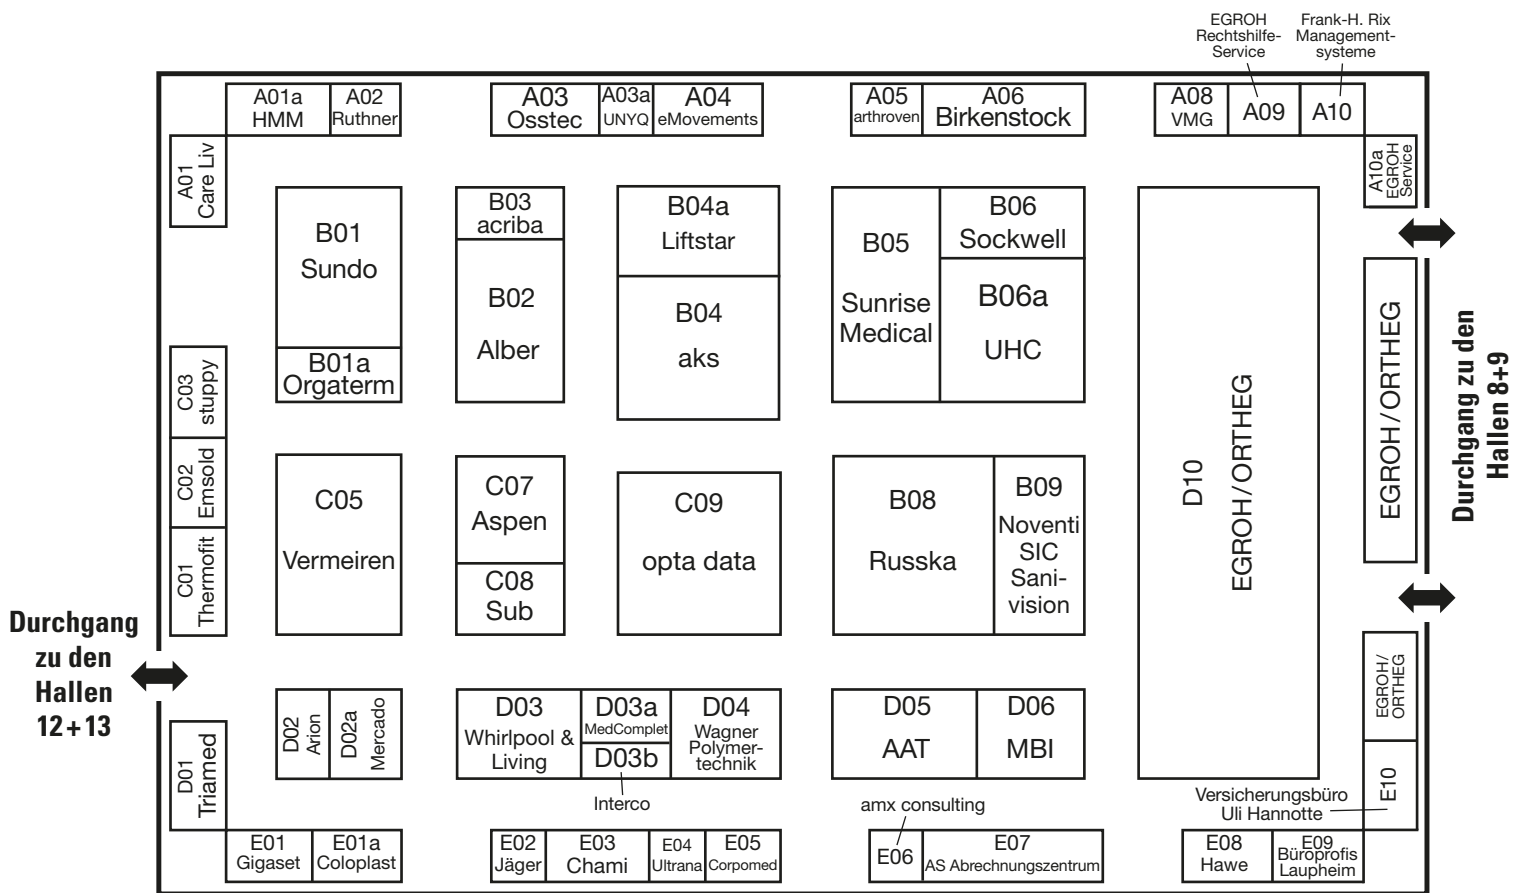 EGROH
Rechtshilfe-
Service
Frank-H. Rix
Management-
systeme
A01a
HMM
A02
Ruthner
A03
Osstec
A03a
UNYQ
A04
eMovements
A05
arthroven
A06
Birkenstock
A08
VMG
A09
A10
A01
Care Liv
A10a
EGROH
Service
B01
Sundo
B03
acriba
B04a
Liftstar
B05
Sunrise
Medical
B06
Sockwell
B02
Alber
B04
aks
B06a
UHC
B01a
Orgaterm
C03
stuppy
C02
Emsold
C01
Thermofit
D10
EGROH/ORTHEG
EGROH/ORTHEG
Durchgang zu den
Hallen 8+9
C05
Vermeiren
C07
Aspen
C08
Sub
C09
opta data
B08
Russka
B09
Noventi
SIC
Sani-
vision
Durchgang
zu den
Hallen
12+13
D01
Triamed
D02
Arion
D02a
Mercado
D03
Whirlpool &
Living
D03a
MedComplet
D03b
Interco
D04
Wagner
Polymer-
technik
D05
AAT
D06
MBI
EGROH/
ORTHEG
E10
Versicherungsbüro
Uli Hannotte
amx consulting
E01
Gigaset
E01a
Coloplast
E02
Jäger
E03
Chami
E04
Ultrana
E05
Corpomed
E06
E07
AS Abrechnungszentrum
E08
Hawe
E09
Büroprofis
Laupheim